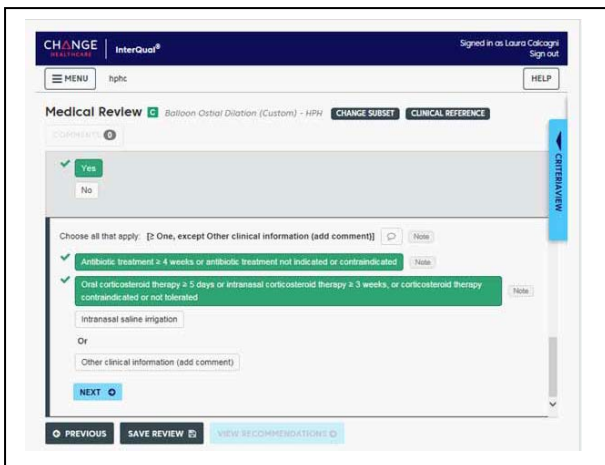 CHANGE
HEALTHCARE
InterQual®
Signed in as Laura Calcagni
Sign out
MENU
hphc
HELP
Medical Review C Balloon Ostial Dilation (Custom) - HPH CHANGE SUBSET CLINICAL REFERENCE
COMMENTS 0
CRITERIAVIEW
Yes
No
Choose all that apply: [≥ One, except Other clinical information (add comment)] Note
Antibiotic treatment ≥ 4 weeks or antibiotic treatment not indicated or contraindicated Note
Oral corticosteroid therapy ≥ 5 days or intranasal corticosteroid therapy ≥ 3 weeks, or corticosteroid therapy
contraindicated or not tolerated
Note
Intranasal saline irrigation
Or
Other clinical information (add comment)
NEXT
PREVIOUS SAVE REVIEW VIEW RECOMMENDATIONS